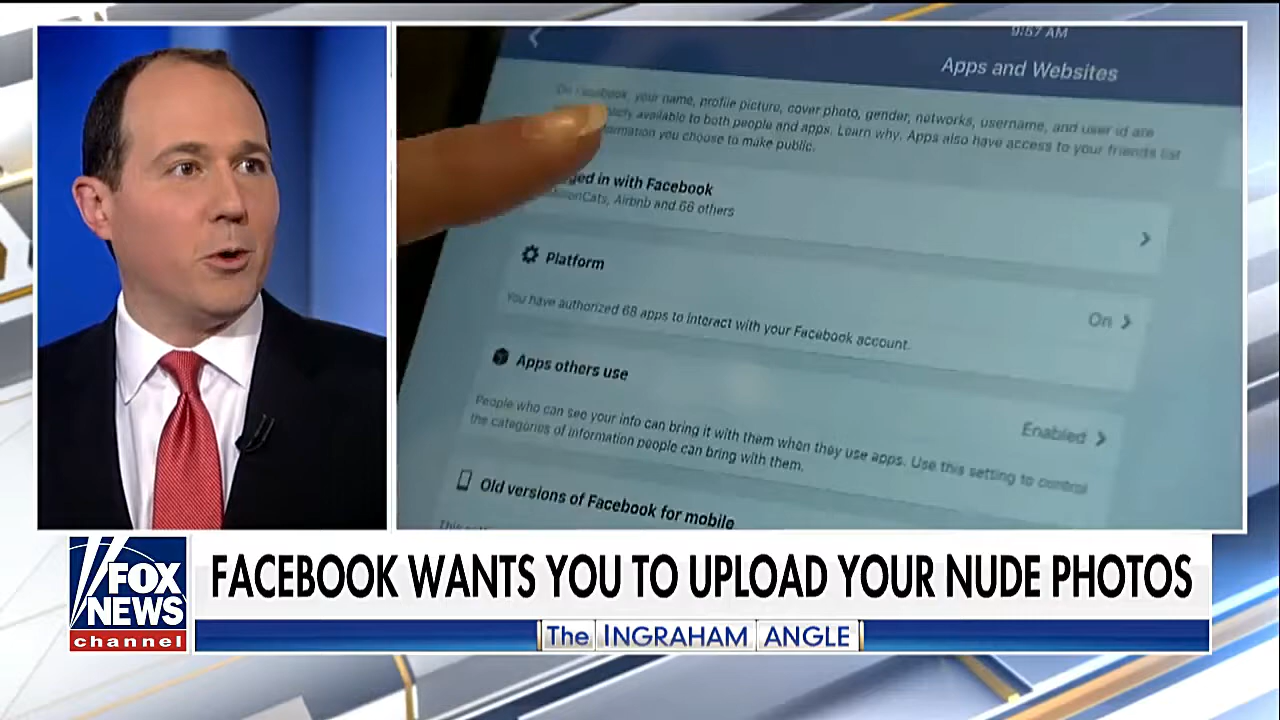 9:57 AM
Apps and Websites
your name, profile picture, cover photo, gender, networks, username, and user id are
available to both people and apps. Learn why. Apps also have access to your friends list
information you choose to make public.
in with Facebook
Airbnb and 66 others
Platform
On
You have authorized 68 apps to interact with your Facebook account.
Apps others use
Enabled
People who can see your info can bring it with them when they use apps. Use this setting to control
the categories of information people can bring with them.
Old versions of Facebook for mobile
FOX
NEWS
channel
FACEBOOK WANTS YOU TO UPLOAD YOUR NUDE PHOTOS
The INGRAHAM ANGLE